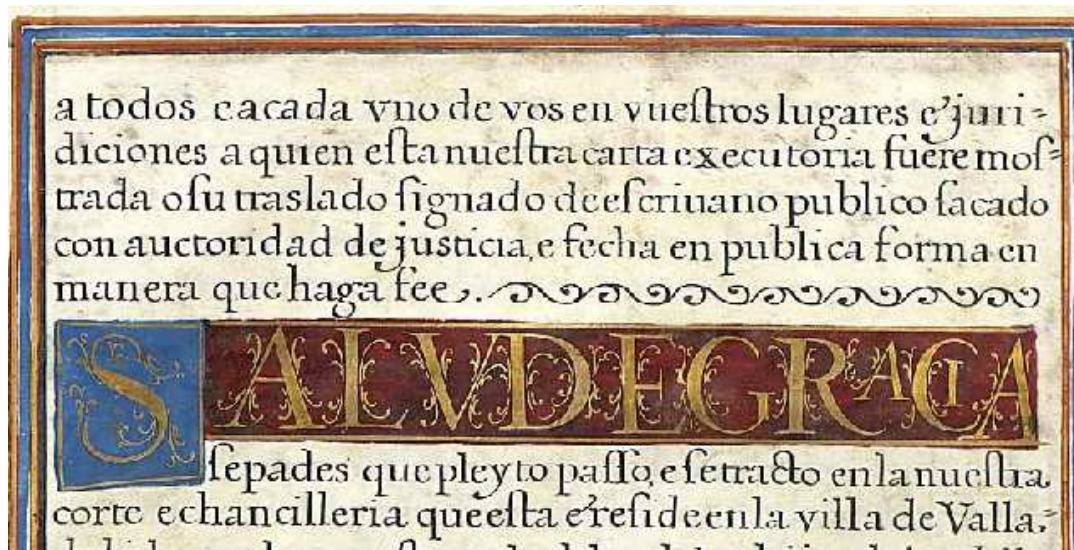 a todos e a cada vno de vos en vueſtros lugares e juri-
diciones a quien eſta nueſtra carta executoria fuere moſ-
trada o ſu traslado ſignado de eſcriuano publico ſacado
con auctoridad de justicia, e fecha en publica forma en
manera que haga fee.
SALVD E GRACIA
ſepades que pleyto paſſo, e ſe tracto en la nueſtra
corte e chancilleria que eſta e reſide en la villa de Valla-